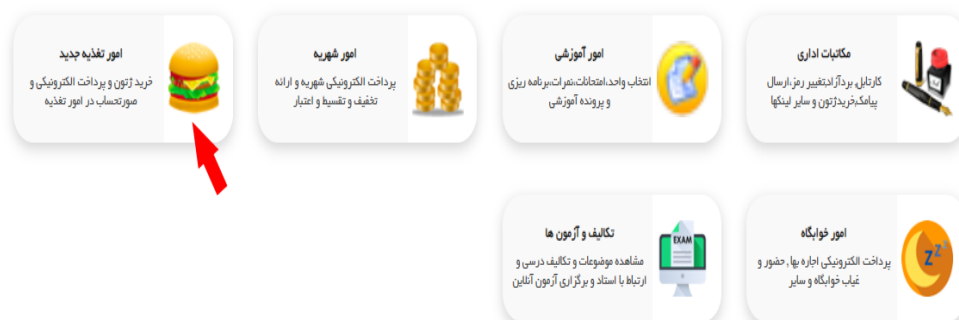 مکاتبات اداری
کارتابل، بردآزاد،تغییر رمز،ارسال
پیامک،خریدژتون و سایر لینکها
امور آموزشی
انتخاب واحد،امتحانات،نمرات،برنامه ریزی
و پرونده آموزشی
امور شهریه
پرداخت الکترونیکی شهریه و ارائه
تخفیف و تقسیط و اعتبار
امور تغذیه جدید
خرید ژتون و پرداخت الکترونیکی و
صورتحساب در امور تغذیه
امور خوابگاه
پرداخت الکترونیکی اجاره بها , حضور و
غیاب خوابگاه و سایر
zzz
تکالیف و آزمون ها
مشاهده موضوعات و تکالیف درسی و
ارتباط با استاد و برگزاری آزمون آنلاین
EXAM